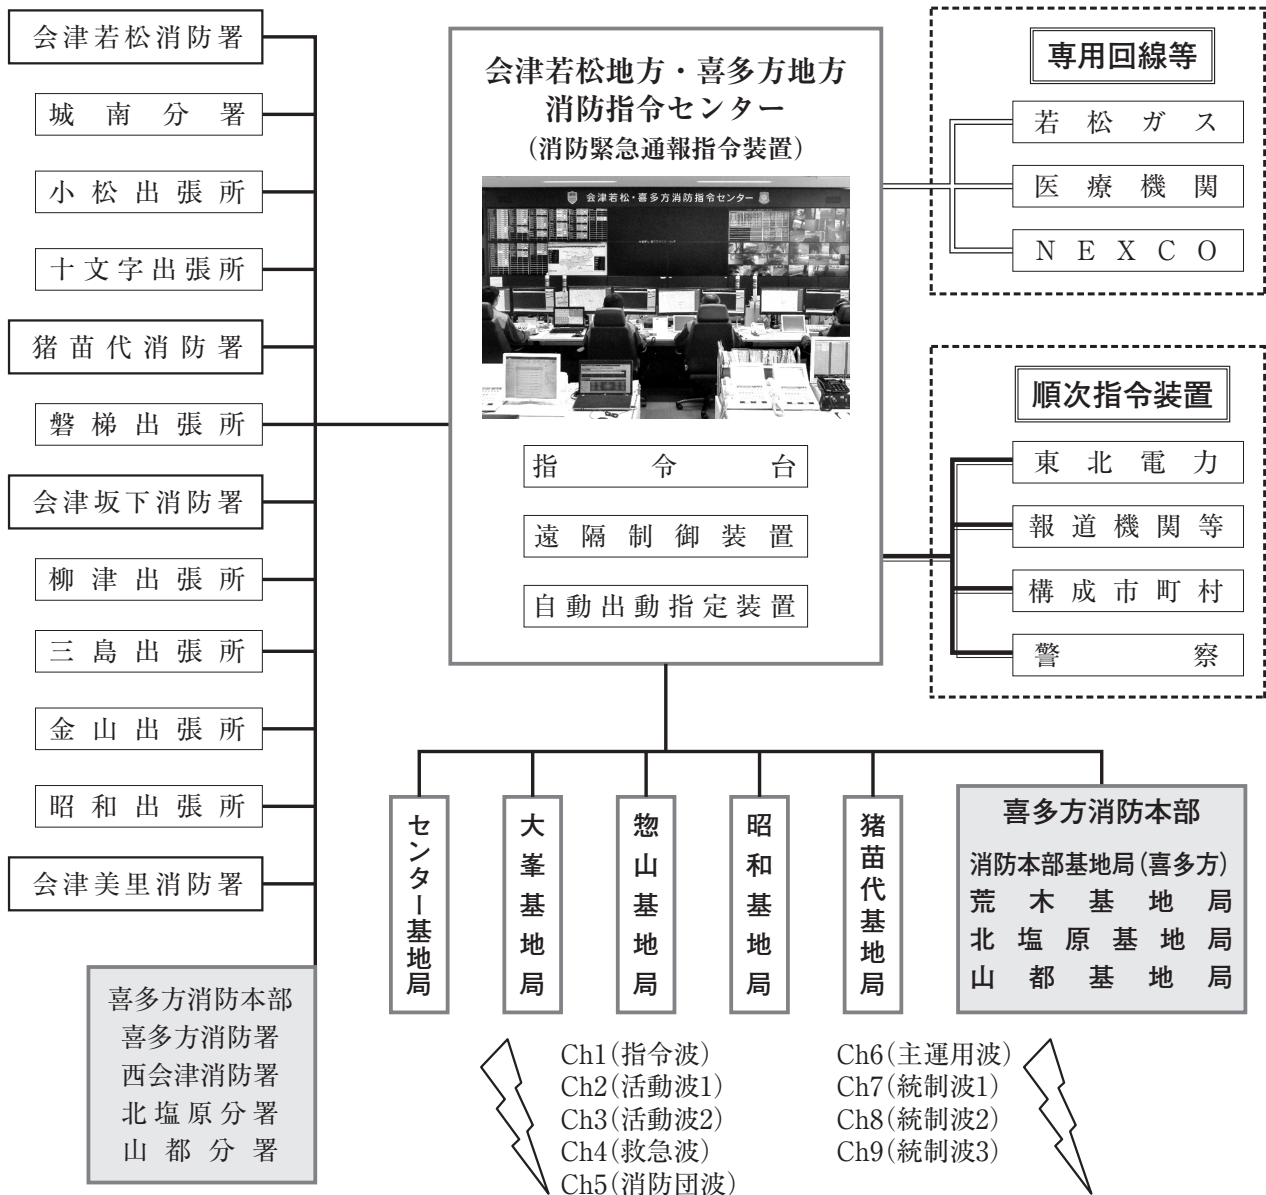 会津若松消防署
城南分署
小松出張所
十文字出張所
猪苗代消防署
磐梯出張所
会津坂下消防署
柳津出張所
三島出張所
金山出張所
昭和出張所
会津美里消防署
喜多方消防本部
喜多方消防署
西会津消防署
北塩原分署
山都分署
会津若松地方・喜多方地方
消防指令センター
（消防緊急通報指令装置）
会津若松・喜多方消防指令センター
指令台
遠隔制御装置
自動出動指定装置
専用回線等
若松ガス
医療機関
NEXCO
順次指令装置
東北電力
報道機関等
構成市町村
警察
センター基地局
大峯基地局
惣山基地局
昭和基地局
猪苗代基地局
喜多方消防本部
消防本部基地局（喜多方）
荒木基地局
北塩原基地局
山都基地局
Ch1（指令波）
Ch2（活動波1）
Ch3（活動波2）
Ch4（救急波）
Ch5（消防団波）
Ch6（主運用波）
Ch7（統制波1）
Ch8（統制波2）
Ch9（統制波3）